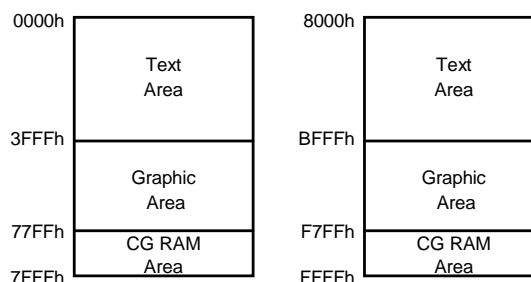 0000h
Text
Area
3FFFh
Graphic
Area
77FFh
CG RAM
Area
7FFFh
8000h
Text
Area
BFFFh
Graphic
Area
F7FFh
CG RAM
Area
FFFFh